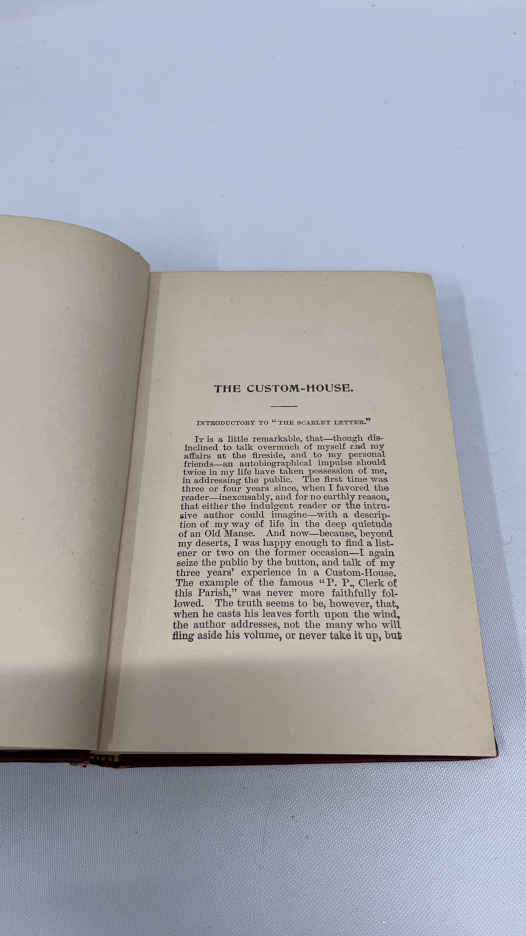 THE CUSTOM-HOUSE.
INTRODUCTORY TO "THE SCARLET LETTER."
IT is a little remarkable, that—though dis-
inclined to talk overmuch of myself and my
affairs at the fireside, and to my personal
friends—an autobiographical impulse should
twice in my life have taken possession of me,
in addressing the public. The first time was
three or four years since, when I favored the
reader—inexcusably, and for no earthly reason,
that either the indulgent reader or the intru-
sive author could imagine—with a descrip-
tion of my way of life in the deep quietude
of an Old Manse. And now—because, beyond
my deserts, I was happy enough to find a list-
ener or two on the former occasion—I again
seize the public by the button, and talk of my
three years' experience in a Custom-House.
The example of the famous "P. P., Clerk of
this Parish," was never more faithfully fol-
lowed. The truth seems to be, however, that,
when he casts his leaves forth upon the wind,
the author addresses, not the many who will
fling aside his volume, or never take it up, but